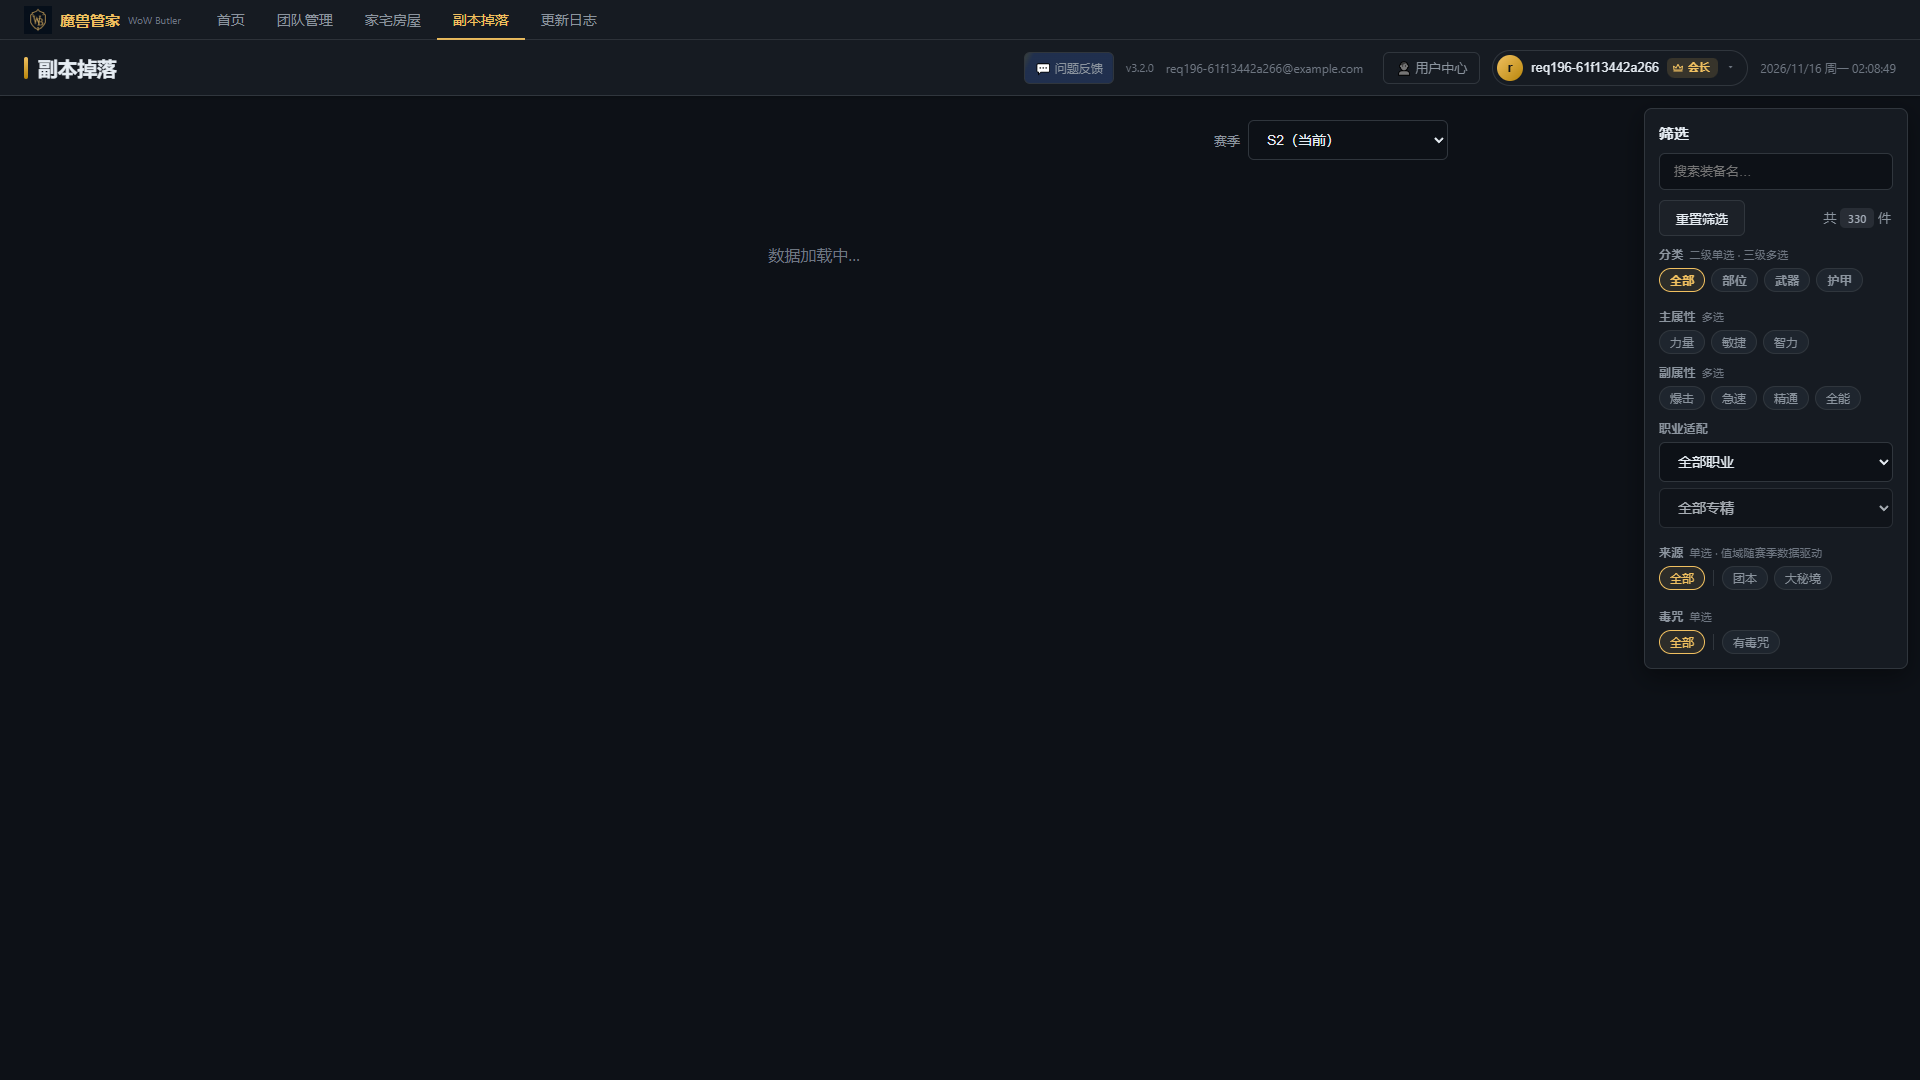 魔兽管家 WoW Butler 首页 团队管理 家宅房屋 副本掉落 更新日志
副本掉落 问题反馈 v3.2.0 req196-61f13442a266@example.com 用户中心 r req196-61f13442a266 会长 2026/11/16 周一 02:08:49
赛季 S2（当前）
数据加载中...
筛选
搜索装备名...
重置筛选 共 330 件
分类 二级单选 · 三级多选
全部 部位 武器 护甲
主属性 多选
力量 敏捷 智力
副属性 多选
爆击 急速 精通 全能
职业适配
全部职业
全部专精
来源 单选 · 值域随赛季数据驱动
全部 团本 大秘境
毒咒 单选
全部 有毒咒